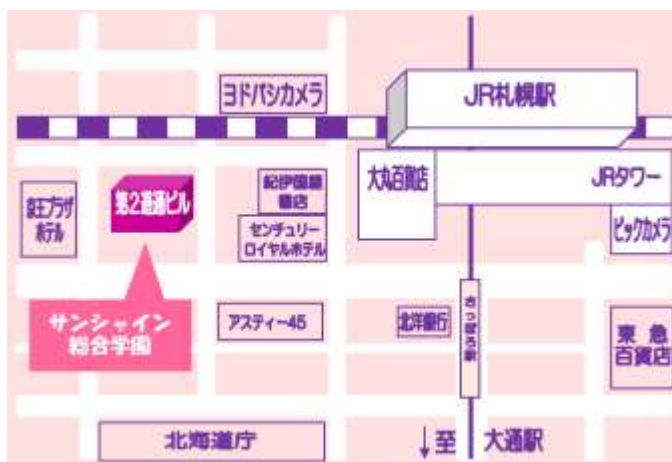 ヨドバシカメラ
JR札幌駅
京王プラザ
ホテル
第2道通ビル
紀伊国屋
書店
センチュリー
ロイヤルホテル
大丸百貨店
JRタワー
ビックカメラ
サンシャイン
総合学園
アスティー45
北洋銀行
さっぽろ駅
東急
百貨店
北海道庁
↓至 大通駅